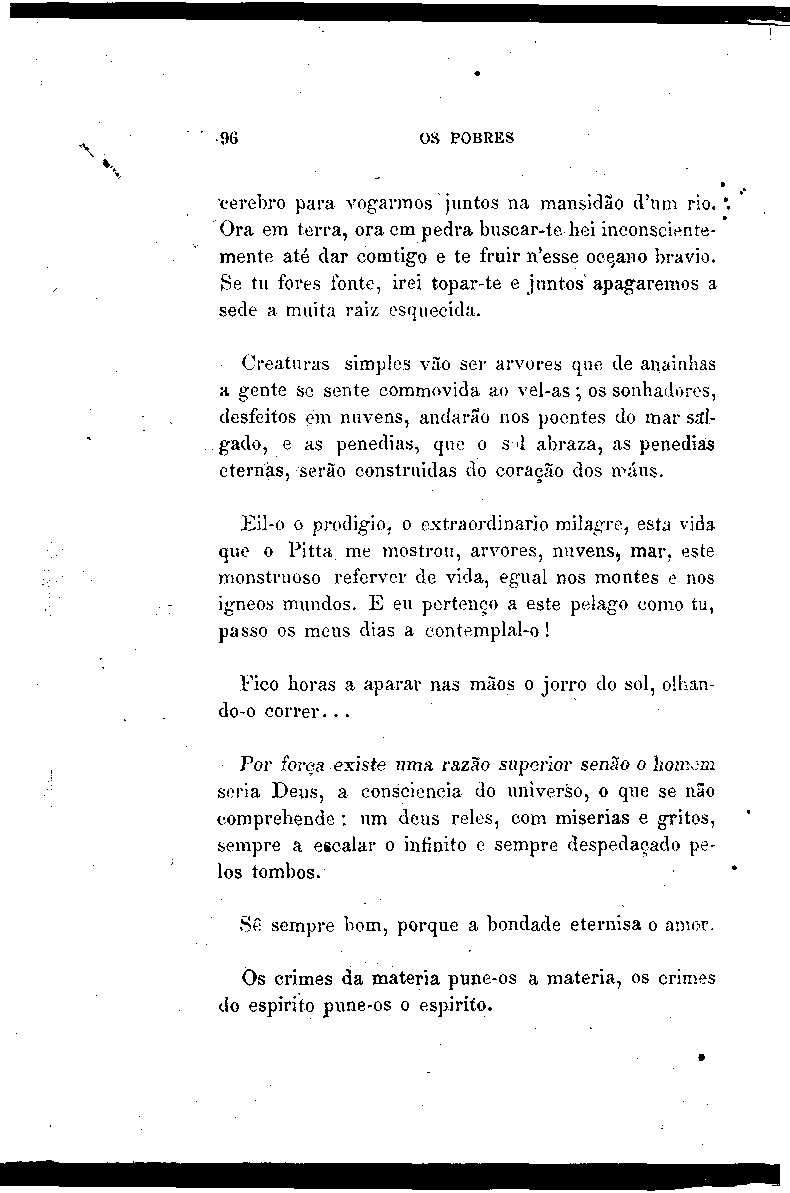 96 OS POBRES
cerebro para vogarmos juntos na mansidão d'um rio.
Ora em terra, ora em pedra buscar-te hei inconsciente-
mente até dar comtigo e te fruir n'esse oceano bravio.
Se tu fores fonte, irei topar-te e juntos apagaremos a
sede a muita raiz esquecida.
Creaturas simples vão ser arvores que de anainhas
a gente se sente commovida ao vel-as; os sonhadores,
desfeitos em nuvens, andarão nos poentes do mar sal-
gado, e as penedias, que o sol abraza, as penedias
eternas, serão construidas do coração dos máus.
Eil-o o prodigio, o extraordinario milagre, esta vida
que o Pitta me mostrou, arvores, nuvens, mar, este
monstruoso referver de vida, egual nos montes e nos
igneos mundos. E eu pertenço a este pelago como tu,
passo os meus dias a contemplal-o!
Fico horas a aparar nas mãos o jorro do sol, olhan-
do-o correr...
Por força existe uma razão superior senão o homem
seria Deus, a consciencia do universo, o que se não
comprehende: um deus reles, com miserias e gritos,
sempre a escalar o infinito e sempre despedaçado pe-
los tombos.
Sê sempre bom, porque a bondade eternisa o amor.
Os crimes da materia pune-os a materia, os crimes
do espirito pune-os o espirito.